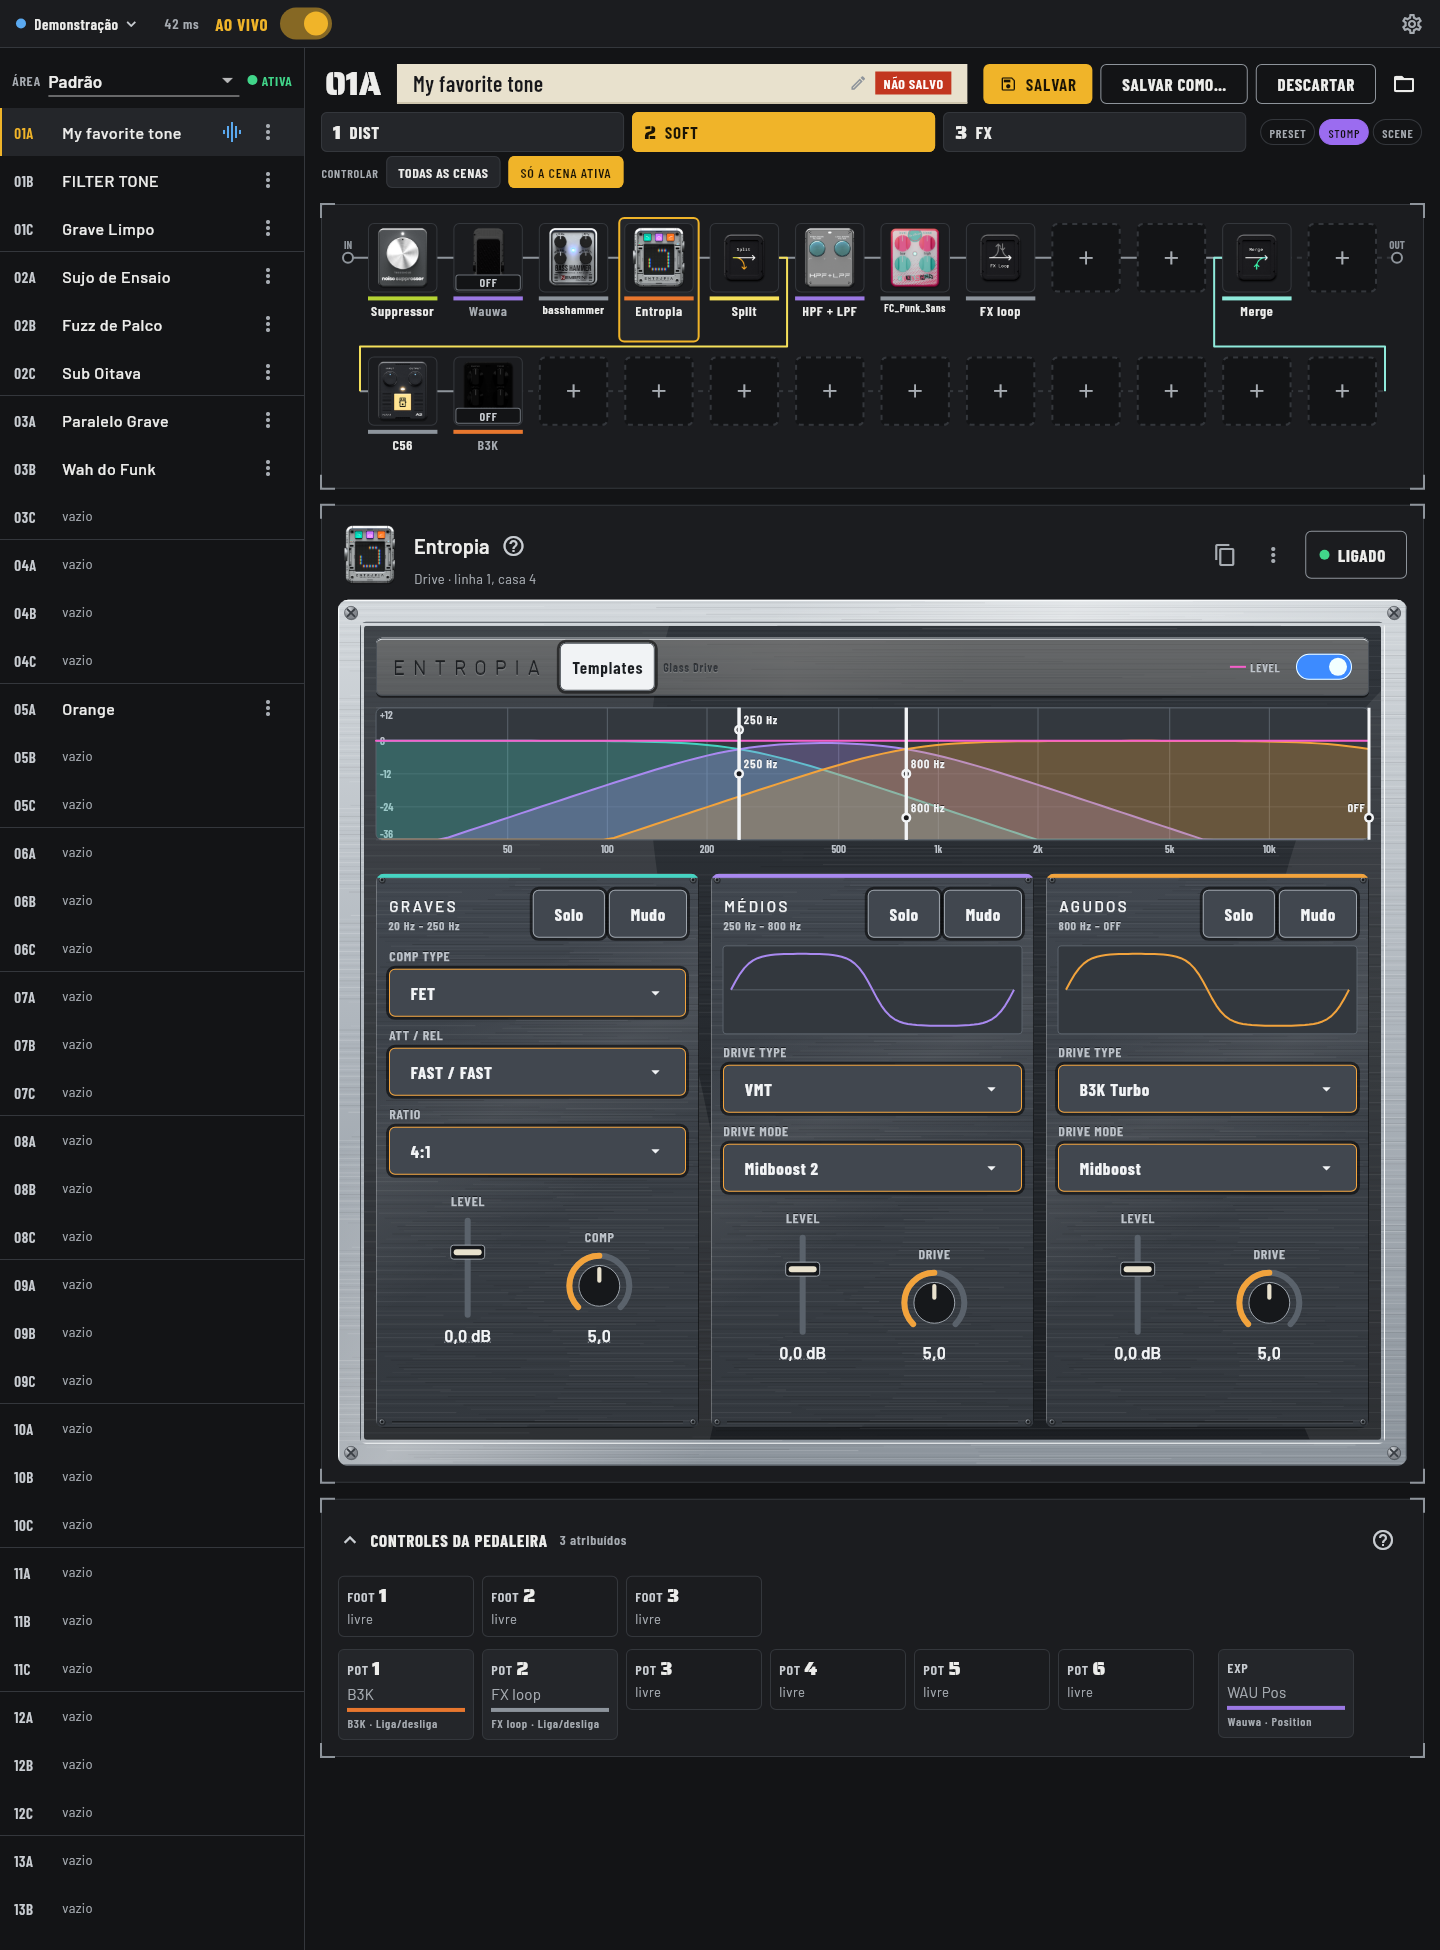 Demonstração 42 ms AO VIVO
ÁREA Padrão ATIVA
01A My favorite tone
01B FILTER TONE
01C Grave Limpo
02A Sujo de Ensaio
02B Fuzz de Palco
02C Sub Oitava
03A Paralelo Grave
03B Wah do Funk
03C vazio
04A vazio
04B vazio
04C vazio
05A Orange
05B vazio
05C vazio
06A vazio
06B vazio
06C vazio
07A vazio
07B vazio
07C vazio
08A vazio
08B vazio
08C vazio
09A vazio
09B vazio
09C vazio
10A vazio
10B vazio
10C vazio
11A vazio
11B vazio
11C vazio
12A vazio
12B vazio
12C vazio
13A vazio
13B vazio
01A My favorite tone NÃO SALVO SALVAR SALVAR COMO... DESCARTAR
1 DIST 2 SOFT 3 FX PRESET STOMP SCENE
CONTROLAR TODAS AS CENAS SÓ A CENA ATIVA
IN OFF Split FX Loop Merge OUT
Suppressor Wauwa basshammer Entropia Split HPF + LPF FC_Punk_Sans FX loop Merge
OFF
C56 B3K
Entropia
Drive · linha 1, casa 4
LIGADO
ENTROPIA Templates Glass Drive LEVEL
+12
0
-12
-24
-36
250 Hz
250 Hz
800 Hz
800 Hz
OFF
50 100 200 500 1k 2k 5k 10k
GRAVES Solo Mudo
20 Hz – 250 Hz
COMP TYPE
FET
ATT / REL
FAST / FAST
RATIO
4:1
LEVEL COMP
0,0 dB 5,0
MÉDIOS Solo Mudo
250 Hz – 800 Hz
DRIVE TYPE
VMT
DRIVE MODE
Midboost 2
LEVEL DRIVE
0,0 dB 5,0
AGUDOS Solo Mudo
800 Hz – OFF
DRIVE TYPE
B3K Turbo
DRIVE MODE
Midboost
LEVEL DRIVE
0,0 dB 5,0
CONTROLES DA PEDALEIRA 3 atribuídos
FOOT 1 FOOT 2 FOOT 3
livre livre livre
POT 1 POT 2 POT 3 POT 4 POT 5 POT 6 EXP
B3K FX loop livre livre livre livre WAU Pos
B3K · Liga/desliga FX loop · Liga/desliga Wauwa · Position